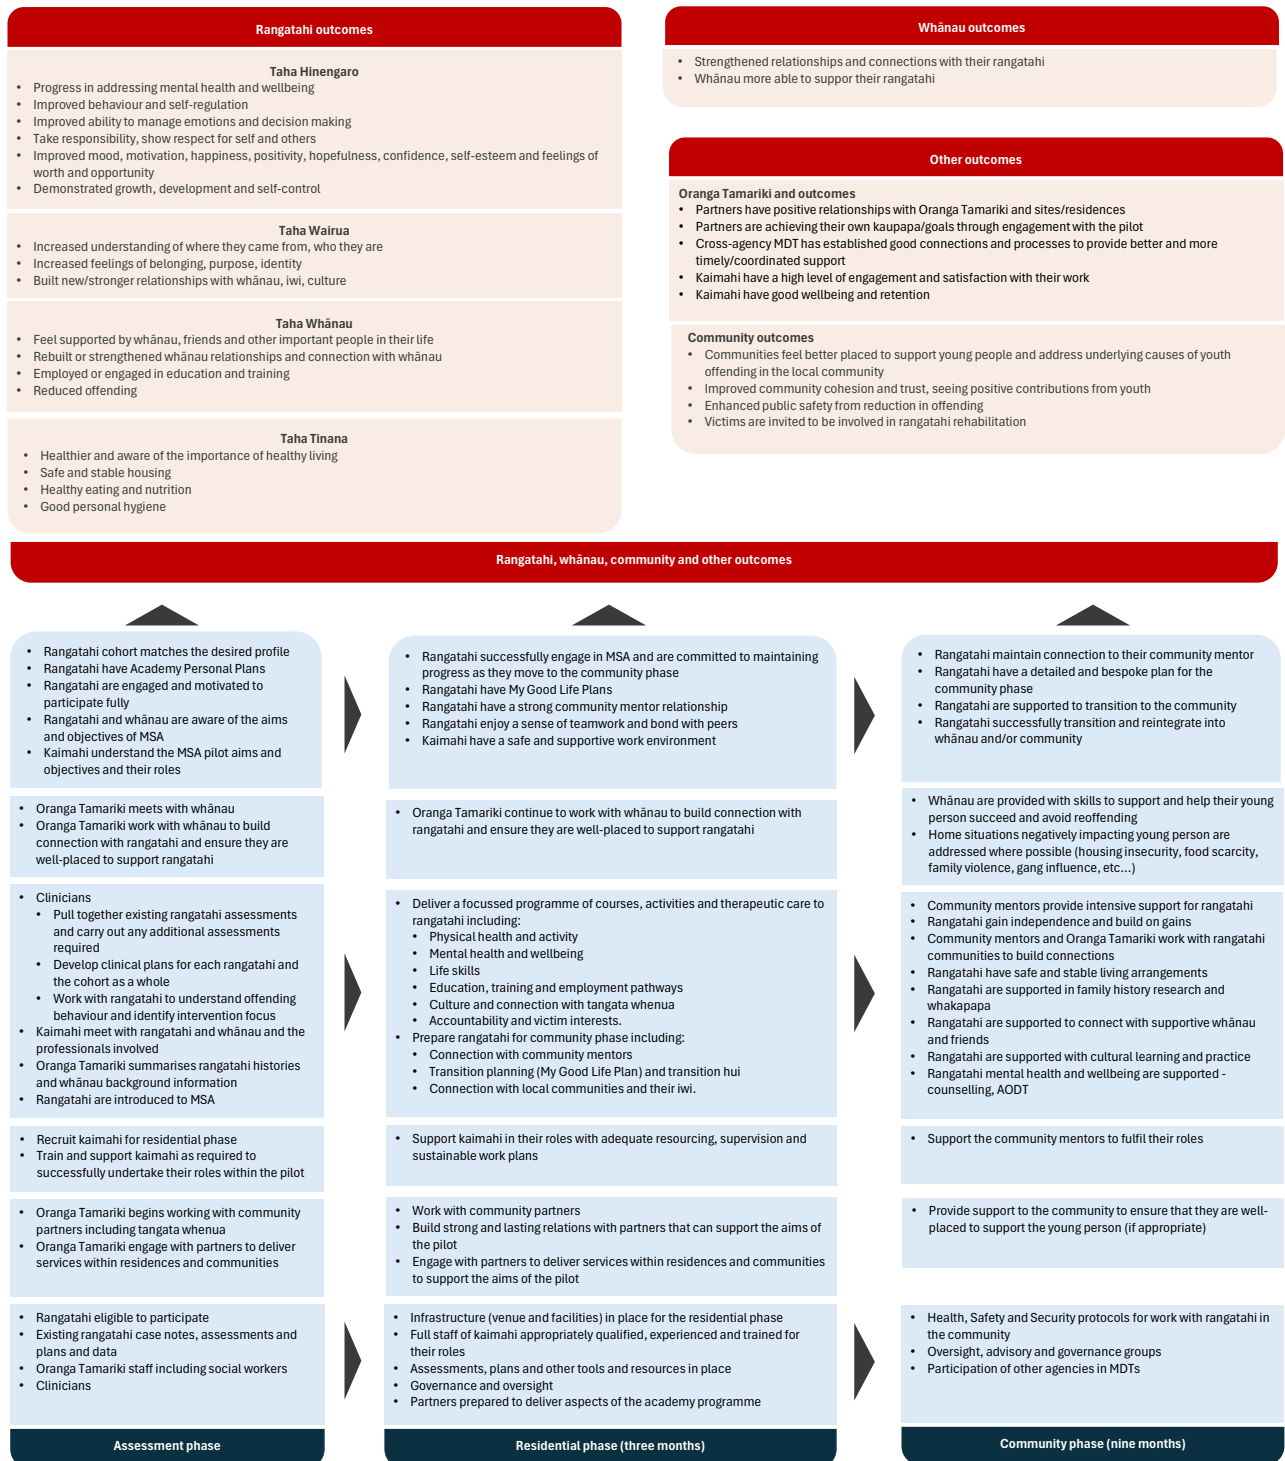 Rangatahi outcomes
Taha Hinengaro
• Progress in addressing mental health and wellbeing
• Improved behaviour and self-regulation
• Improved ability to manage emotions and decision making
• Take responsibility, show respect for self and others
• Improved mood, motivation, happiness, positivity, hopefulness, confidence, self-esteem and feelings of
worth and opportunity
• Demonstrated growth, development and self-control
Taha Wairua
• Increased understanding of where they came from, who they are
• Increased feelings of belonging, purpose, identity
• Built new/stronger relationships with whānau, iwi, culture
Taha Whānau
• Feel supported by whānau, friends and other important people in their life
• Rebuilt or strengthened whānau relationships and connection with whānau
• Employed or engaged in education and training
• Reduced offending
Taha Tinana
• Healthier and aware of the importance of healthy living
• Safe and stable housing
• Healthy eating and nutrition
• Good personal hygiene
Whānau outcomes
• Strengthened relationships and connections with their rangatahi
• Whānau more able to suppor their rangatahi
Other outcomes
Oranga Tamariki and outcomes
• Partners have positive relationships with Oranga Tamariki and sites/residences
• Partners are achieving their own kaupapa/goals through engagement with the pilot
• Cross-agency MDT has established good connections and processes to provide better and more
timely/coordinated support
• Kaimahi have a high level of engagement and satisfaction with their work
• Kaimahi have good wellbeing and retention
Community outcomes
• Communities feel better placed to support young people and address underlying causes of youth
offending in the local community
• Improved community cohesion and trust, seeing positive contributions from youth
• Enhanced public safety from reduction in offending
• Victims are invited to be involved in rangatahi rehabilitation
Rangatahi, whānau, community and other outcomes
• Rangatahi cohort matches the desired profile
• Rangatahi have Academy Personal Plans
• Rangatahi are engaged and motivated to
participate fully
• Rangatahi and whānau are aware of the aims
and objectives of MSA
• Kaimahi understand the MSA pilot aims and
objectives and their roles
• Oranga Tamariki meets with whānau
• Oranga Tamariki work with whānau to build
connection with rangatahi and ensure they are
well-placed to support rangatahi
• Clinicians
• Pull together existing rangatahi assessments
and carry out any additional assessments
required
• Develop clinical plans for each rangatahi and
the cohort as a whole
• Work with rangatahi to understand offending
behaviour and identify intervention focus
• Kaimahi meet with rangatahi and whānau and the
professionals involved
• Oranga Tamariki summarises rangatahi histories
and whānau background information
• Rangatahi are introduced to MSA
• Recruit kaimahi for residential phase
• Train and support kaimahi as required to
successfully undertake their roles within the pilot
• Oranga Tamariki begins working with community
partners including tangata whenua
• Oranga Tamariki engage with partners to deliver
services within residences and communities
• Rangatahi eligible to participate
• Existing rangatahi case notes, assessments and
plans and data
• Oranga Tamariki staff including social workers
• Clinicians
Assessment phase
• Rangatahi successfully engage in MSA and are committed to maintaining
progress as they move to the community phase
• Rangatahi have My Good Life Plans
• Rangatahi have a strong community mentor relationship
• Rangatahi enjoy a sense of teamwork and bond with peers
• Kaimahi have a safe and supportive work environment
• Oranga Tamariki continue to work with whānau to build connection with
rangatahi and ensure they are well-placed to support rangatahi
• Deliver a focussed programme of courses, activities and therapeutic care to
rangatahi including:
• Physical health and activity
• Mental health and wellbeing
• Life skills
• Education, training and employment pathways
• Culture and connection with tangata whenua
• Accountability and victim interests.
• Prepare rangatahi for community phase including:
• Connection with community mentors
• Transition planning (My Good Life Plan) and transition hui
• Connection with local communities and their iwi.
• Support kaimahi in their roles with adequate resourcing, supervision and
sustainable work plans
• Work with community partners
• Build strong and lasting relations with partners that can support the aims of
the pilot
• Engage with partners to deliver services within residences and communities
to support the aims of the pilot
• Infrastructure (venue and facilities) in place for the residential phase
• Full staff of kaimahi appropriately qualified, experienced and trained for
their roles
• Assessments, plans and other tools and resources in place
• Governance and oversight
• Partners prepared to deliver aspects of the academy programme
Residential phase (three months)
• Rangatahi maintain connection to their community mentor
• Rangatahi have a detailed and bespoke plan for the
community phase
• Rangatahi are supported to transition to the community
• Rangatahi successfully transition and reintegrate into
whānau and/or community
• Whānau are provided with skills to support and help their young
person succeed and avoid reoffending
• Home situations negatively impacting young person are
addressed where possible (housing insecurity, food scarcity,
family violence, gang influence, etc...)
• Community mentors provide intensive support for rangatahi
• Rangatahi gain independence and build on gains
• Community mentors and Oranga Tamariki work with rangatahi
communities to build connections
• Rangatahi have safe and stable living arrangements
• Rangatahi are supported in family history research and
whakapapa
• Rangatahi are supported to connect with supportive whānau
and friends
• Rangatahi are supported with cultural learning and practice
• Rangatahi mental health and wellbeing are supported -
counselling, AODT
• Support the community mentors to fulfil their roles
• Provide support to the community to ensure that they are well-
placed to support the young person (if appropriate)
• Health, Safety and Security protocols for work with rangatahi in
the community
• Oversight, advisory and governance groups
• Participation of other agencies in MDTs
Community phase (nine months)